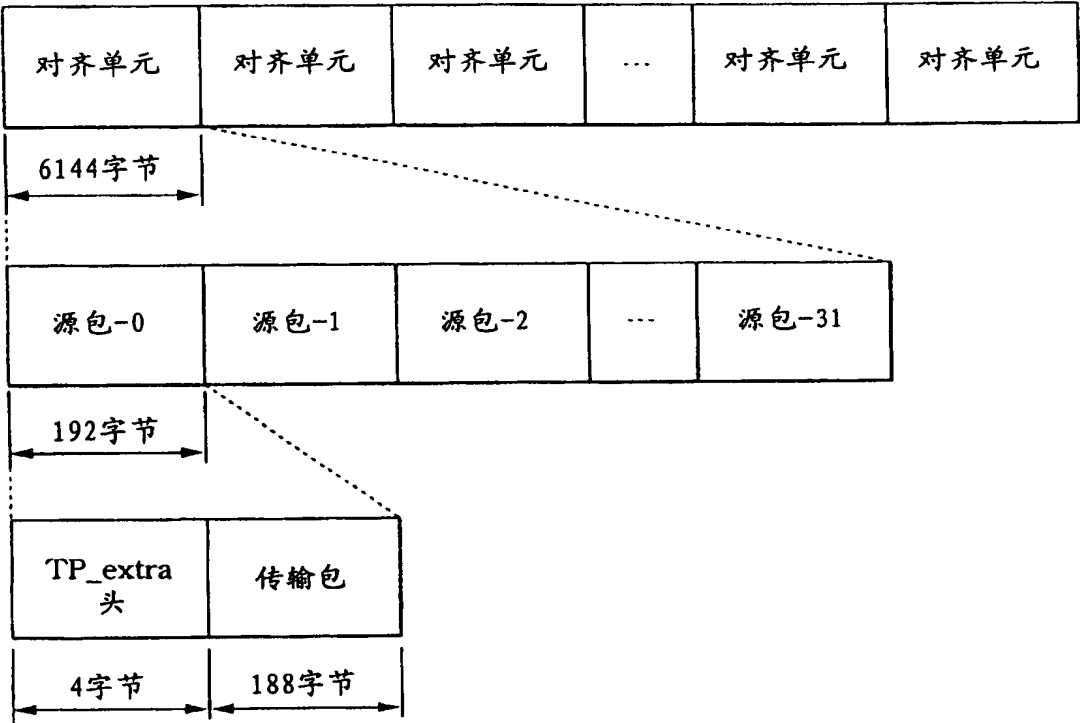 对齐单元 对齐单元 对齐单元 ... 对齐单元 对齐单元
6144字节
源包-0 源包-1 源包-2 ... 源包-31
192字节
TP_extra 传输包
头
4字节 188字节